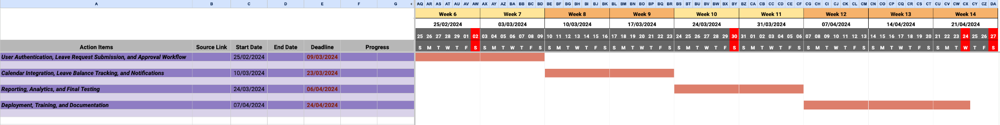 A B C D E F G AQ AR AS AT AU AV AW AX AY AZ BA BB BC BD BE BF BG BH BI BJ BK BL BM BN BO BP BQ BR BS BT BU BV BW BX BY BZ CA CB CC CD CE CF CG CH CI CJ CK CL CM CN CO CP CQ CR CS CT CU CV CW CX CY CZ DA
Week 6 Week 7 Week 8 Week 9 Week 10 Week 11 Week 12 Week 13 Week 14
25/02/2024 03/03/2024 10/03/2024 17/03/2024 24/03/2024 31/03/2024 07/04/2024 14/04/2024 21/04/2024
25 26 27 28 29 01 02 03 04 05 06 07 08 09 10 11 12 13 14 15 16 17 18 19 20 21 22 23 24 25 26 27 28 29 30 31 01 02 03 04 05 06 07 08 09 10 11 12 13 14 15 16 17 18 19 20 21 22 23 24 25 26 27
Action Items Source Link Start Date End Date Deadline Progress S M T W T F S S M T W T F S S M T W T F S S M T W T F S S M T W T F S S M T W T F S S M T W T F S S M T W T F S S M T W T F S
User Authentication, Leave Request Submission, and Approval Workflow 25/02/2024 09/03/2024
Calendar Integration, Leave Balance Tracking, and Notifications 10/03/2024 23/03/2024
Reporting, Analytics, and Final Testing 24/03/2024 06/04/2024
Deployment, Training, and Documentation 07/04/2024 24/04/2024